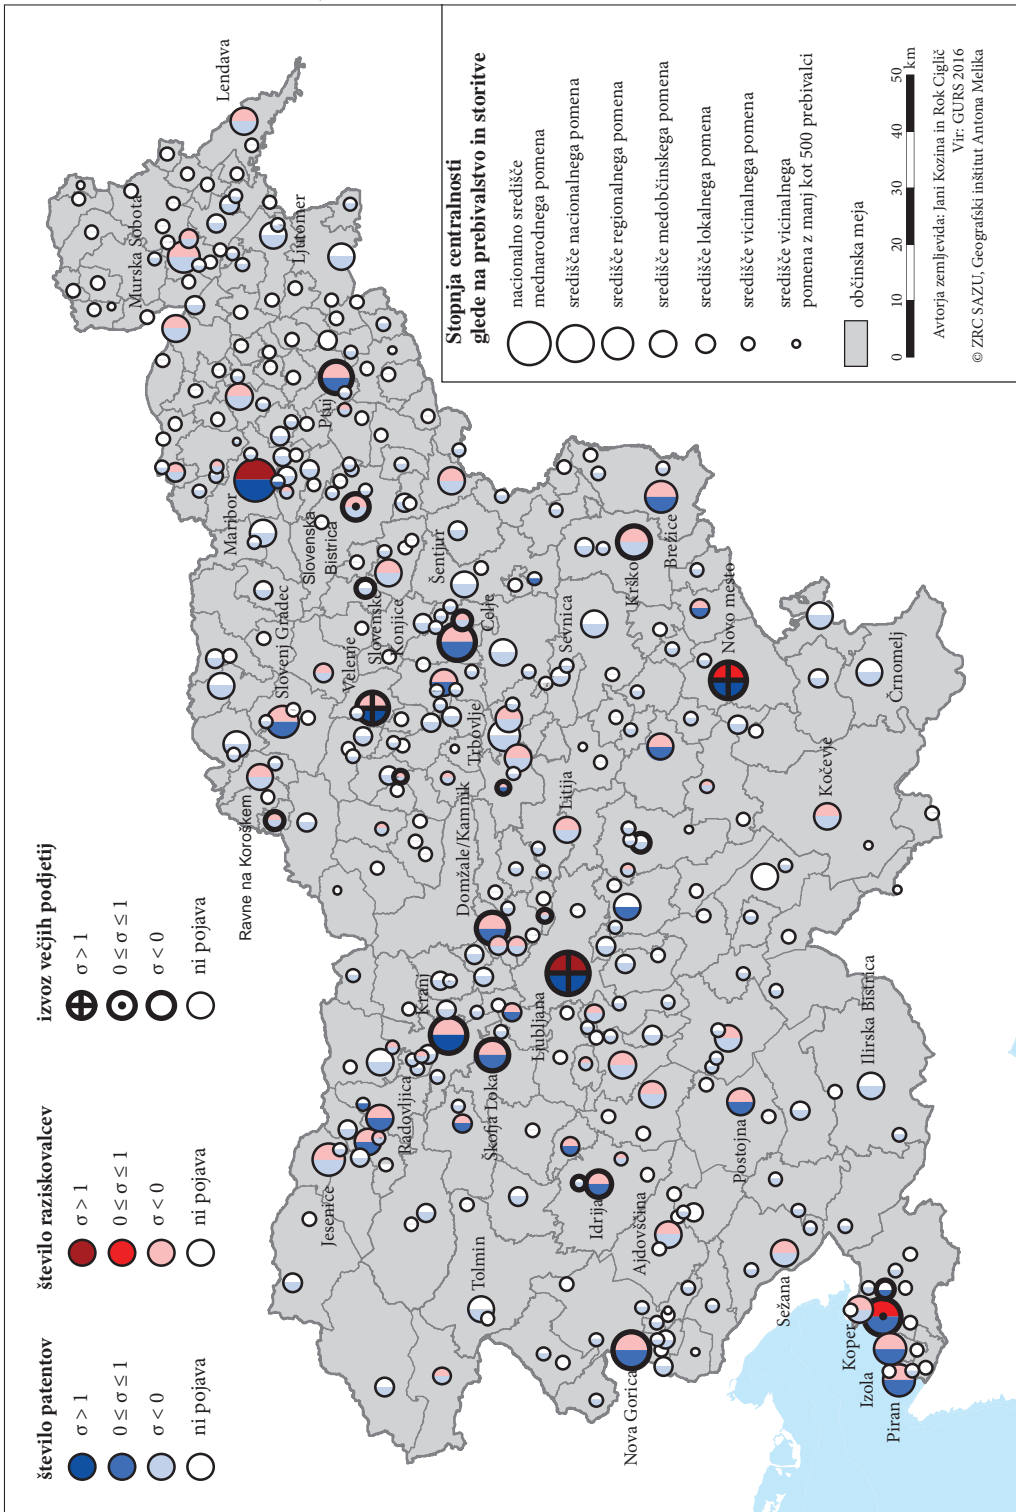 število patentov
σ > 1
0 ≤ σ ≤ 1
σ < 0
ni pojava
število raziskovalcev
σ > 1
0 ≤ σ ≤ 1
σ < 0
ni pojava
izvoz večjih podjetij
σ > 1
0 ≤ σ ≤ 1
σ < 0
ni pojava
Lendava
Murska Sobota
Ljutomer
Ptuj
Maribor
Slovenska
Bistrica
Slovenj Gradec
Ravne na Koroškem
Velenje
Slovenske
Konjice
Šentjur
Celje
Trbovlje
Sevnica
Krško
Brežice
Novo mesto
Črnomelj
Kočevje
Litija
Domžale/Kamnik
Kranj
Ljubljana
Škofja Loka
Radovljica
Jesenice
Tolmin
Idrija
Ajdovščina
Postojna
Ilirska Bistrica
Nova Gorica
Sežana
Koper
Izola
Piran
Stopnja centralnosti
glede na prebivalstvo in storitve
nacionalno središče
mednarodnega pomena
središče nacionalnega pomena
središče regionalnega pomena
središče medobčinskega pomena
središče lokalnega pomena
središče vicinalnega pomena
središče vicinalnega
pomena z manj kot 500 prebivalci
občinska meja
0 10 20 30 40 50
km
Avtorja zemljevida: Jani Kozina in Rok Ciglič
Vir: GURS 2016
© ZRC SAZU, Geografski inštitut Antona Melika